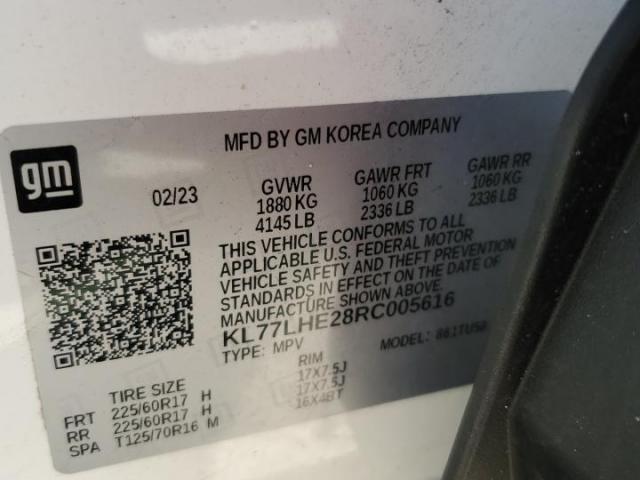 MFD BY GM KOREA COMPANY
gm
02/23 GVWR GAWR FRT GAWR RR
1880 KG 1060 KG 1060 KG
4145 LB 2336 LB 2336 LB
THIS VEHICLE CONFORMS TO ALL
APPLICABLE U.S. FEDERAL MOTOR
VEHICLE SAFETY AND THEFT PREVENTION
STANDARDS IN EFFECT ON THE DATE OF
MANUFACTURE SHOWN ABOVE.
KL77LHE28RC005616
TYPE: MPV MODEL: 861TU58
TIRE SIZE RIM
FRT 225/60R17 H 17X7.5J
RR 225/60R17 H 17X7.5J
SPA T125/70R16 M 16X4BT